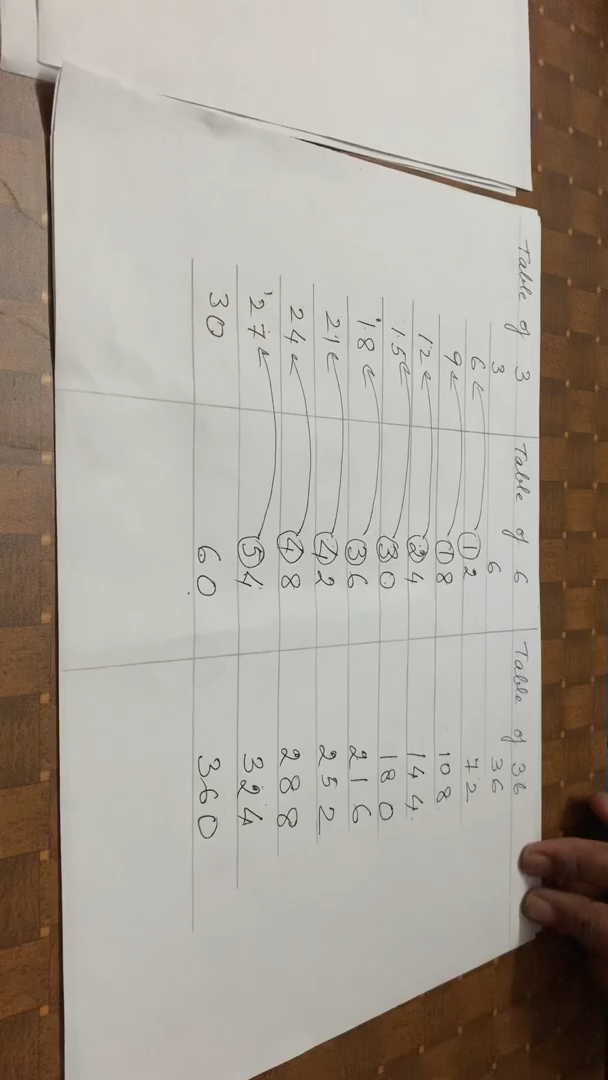 Table of 3 Table of 6 Table of 36
3 6 36
6 12 72
9 18 108
12 24 144
15 30 180
18 36 216
21 42 252
24 48 288
27 54 324
30 60 360